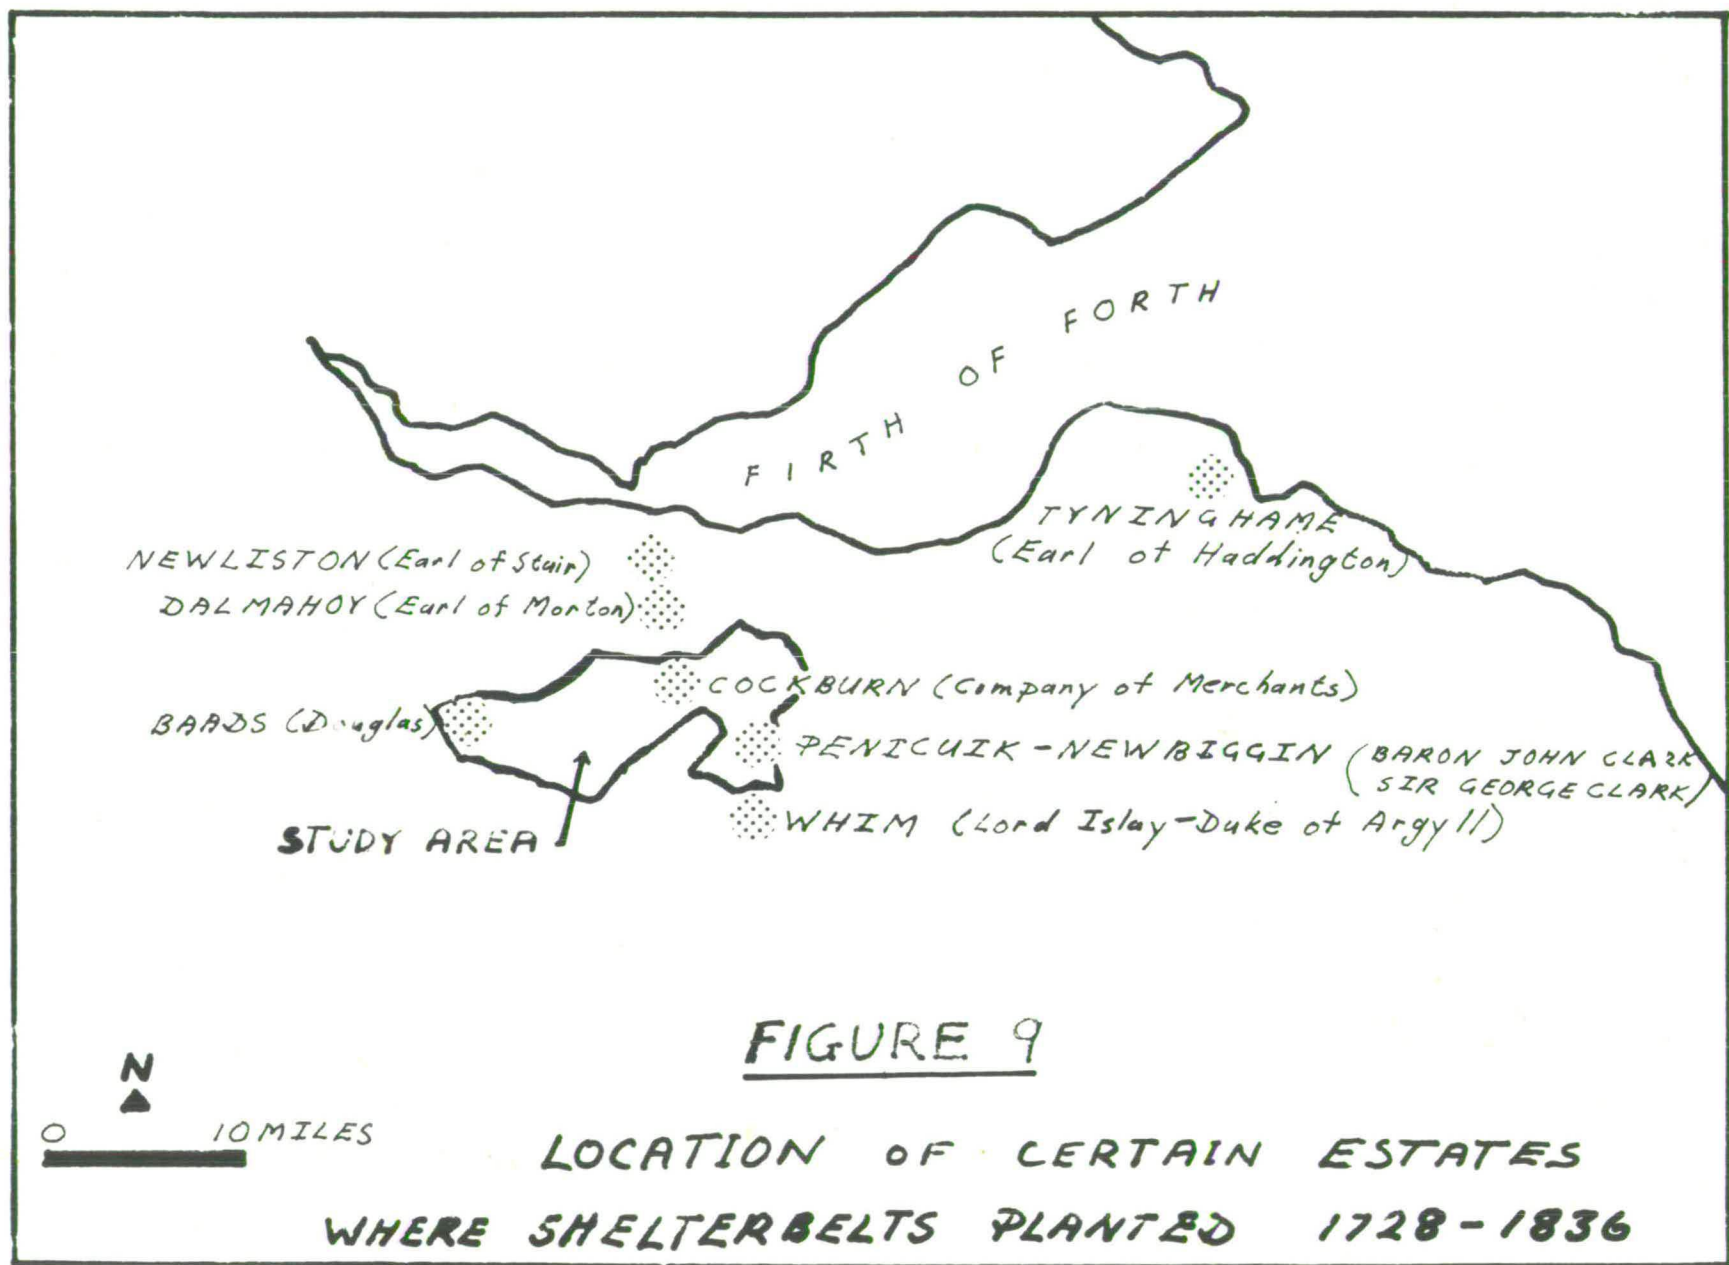 FIRTH OF FORTH
TYNINGHAME
(Earl of Haddington)
NEWLISTON (Earl of Stair)
DALMAHOY (Earl of Morton)
COCKBURN (Company of Merchants)
BAADS (Douglas)
PENICUIK-NEWBIGGIN (BARON JOHN CLARK
SIR GEORGE CLARK)
WHIM (Lord Islay-Duke of Argyll)
STUDY AREA
FIGURE 9
N
0 10 MILES
LOCATION OF CERTAIN ESTATES
WHERE SHELTERBELTS PLANTED 1728-1836